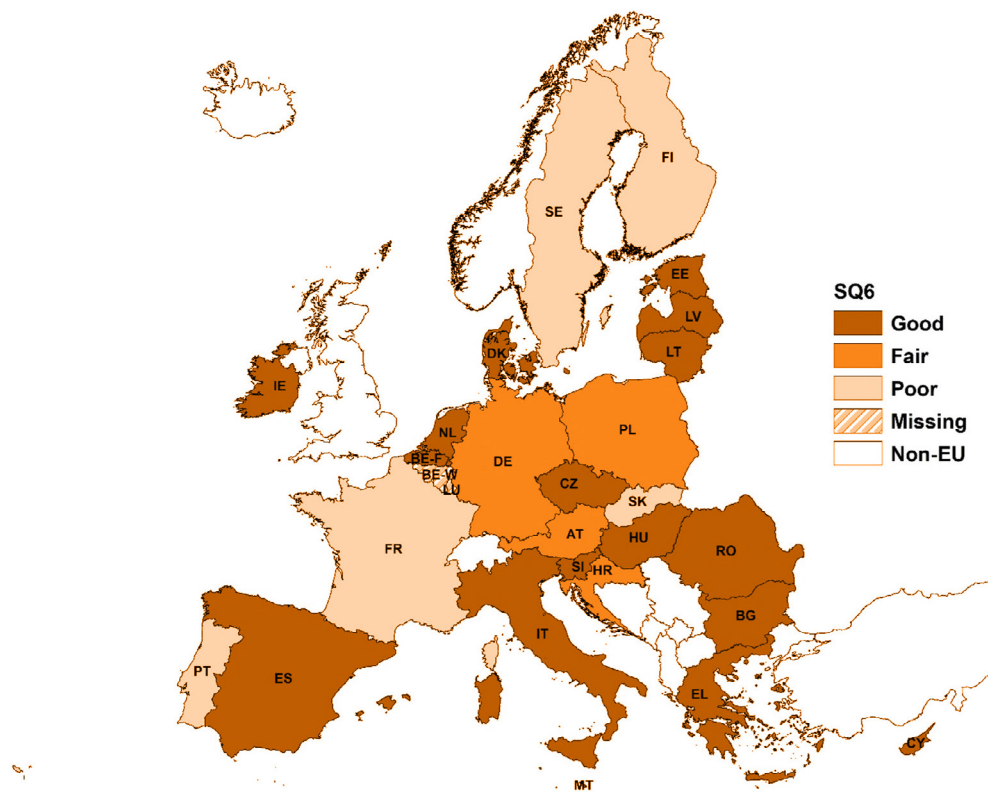 FI
SE
EE
SQ6
LV
Good
DK
LT
Fair
IE
Poor
Missing
NL
PL
Non-EU
BE-F
DE
BE-W
CZ
LU
SK
AT
HU
FR
RO
SI
HR
BG
IT
PT
ES
EL
CY
MT